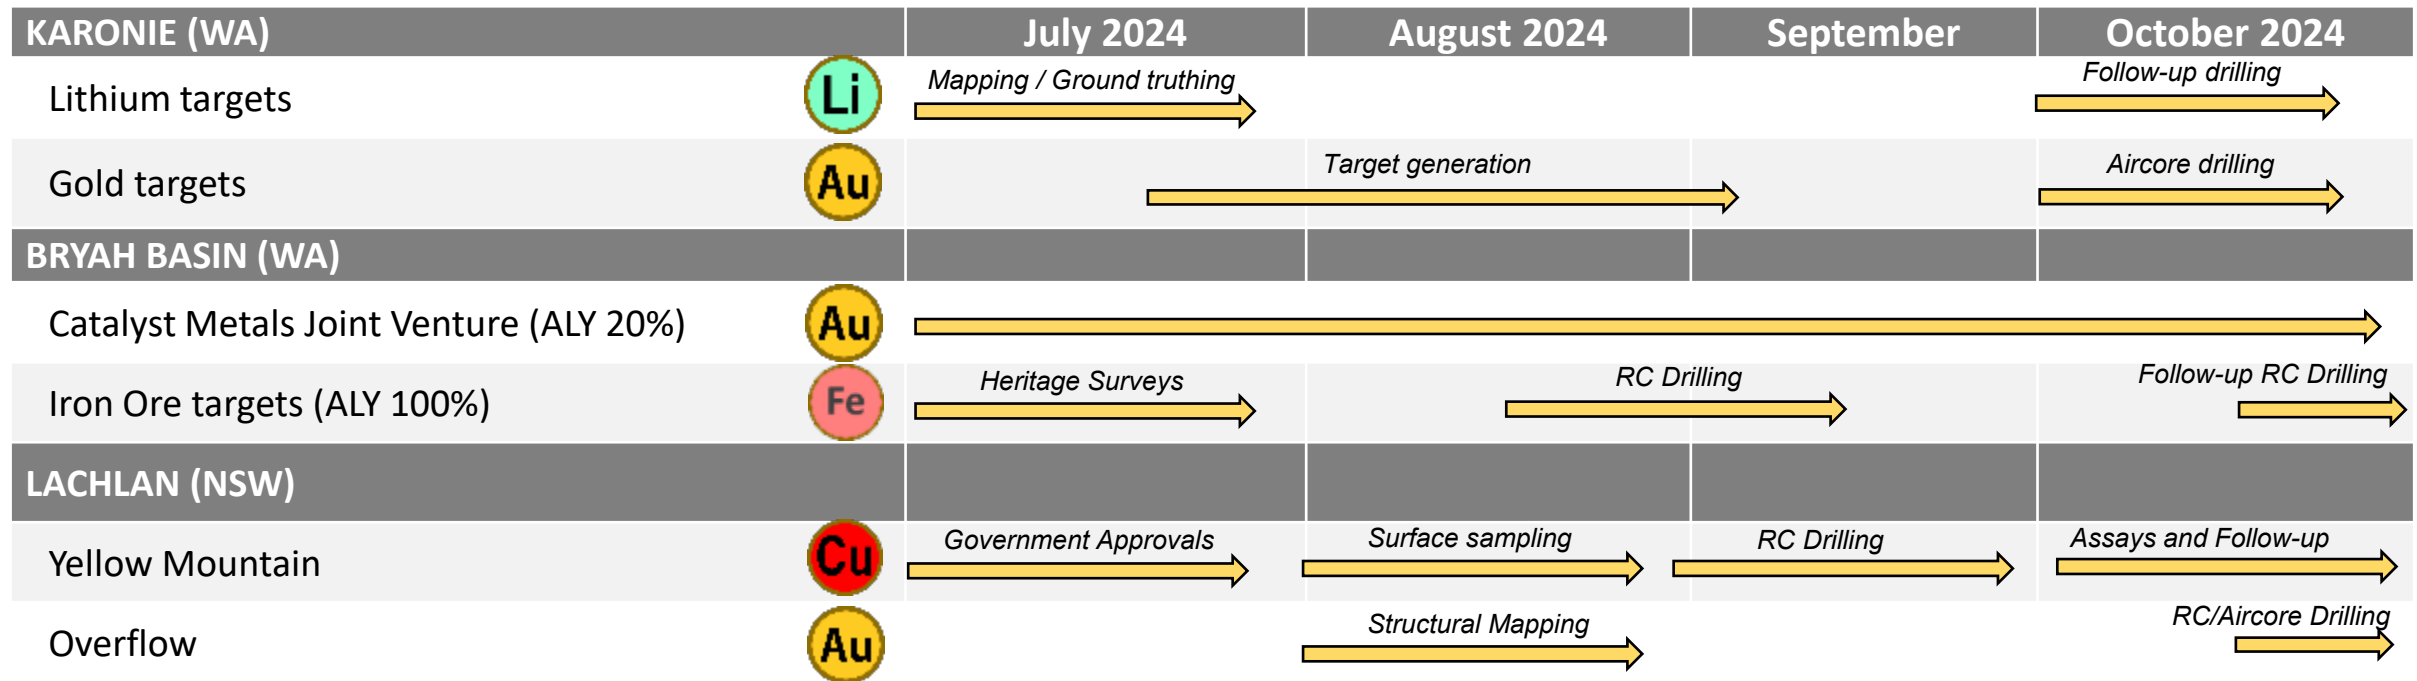 KARONIE (WA) July 2024 August 2024 September October 2024
Lithium targets Li Mapping / Ground truthing Follow-up drilling
Gold targets Au Target generation Aircore drilling
BRYAH BASIN (WA)
Catalyst Metals Joint Venture (ALY 20%) Au
Iron Ore targets (ALY 100%) Fe Heritage Surveys RC Drilling Follow-up RC Drilling
LACHLAN (NSW)
Yellow Mountain Cu Government Approvals Surface sampling RC Drilling Assays and Follow-up
Overflow Au Structural Mapping RC/Aircore Drilling